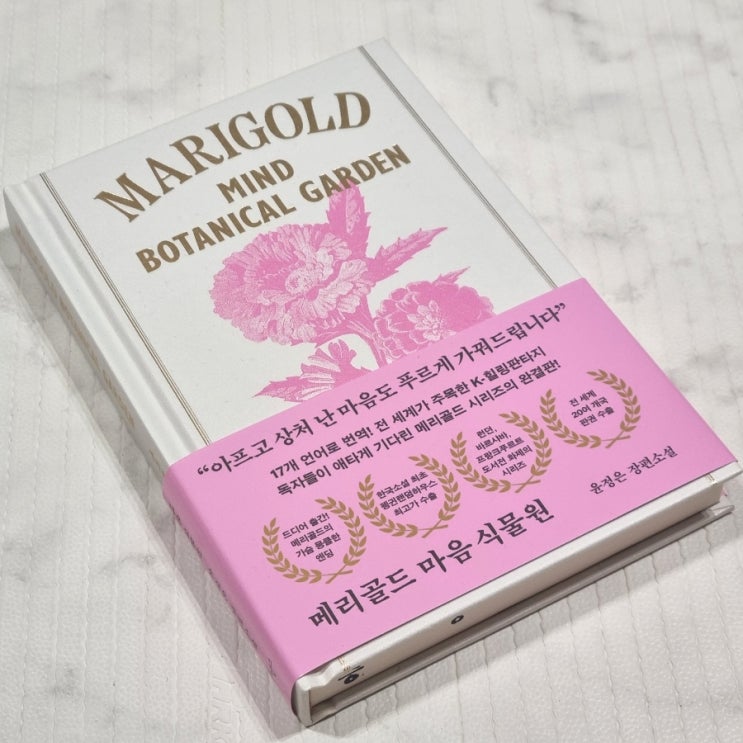 MARIGOLD
MIND
BOTANICAL GARDEN
“아프고 상처 난 마음도 푸르게 가꿔드립니다”
17개 언어로 번역! 전 세계가 주목한 K-힐링판타지
독자들이 애타게 기다린 메리골드 시리즈의 완결판!
드디어 출간!
메리골드의
가슴 뭉클한
엔딩
한국소설 최초
펭귄랜덤하우스
최고가 수출
런던,
바르샤바,
프랑크푸르트
도서전 화제의
시리즈
전 세계
20여 개국
판권 수출
메리골드 마음 식물원
윤정은 장편소설